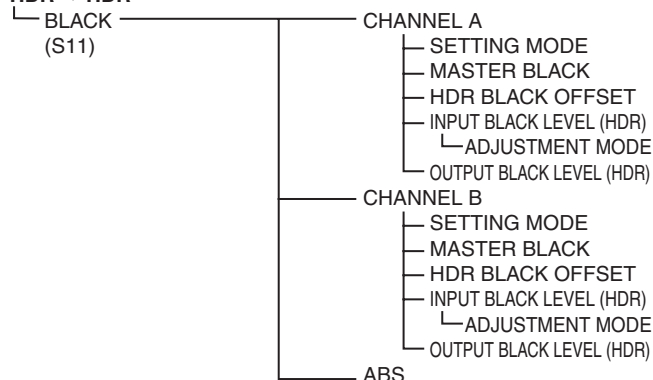 BLACK
(S11)
CHANNEL A
SETTING MODE
MASTER BLACK
HDR BLACK OFFSET
INPUT BLACK LEVEL (HDR)
ADJUSTMENT MODE
OUTPUT BLACK LEVEL (HDR)
CHANNEL B
SETTING MODE
MASTER BLACK
HDR BLACK OFFSET
INPUT BLACK LEVEL (HDR)
ADJUSTMENT MODE
OUTPUT BLACK LEVEL (HDR)
ABS